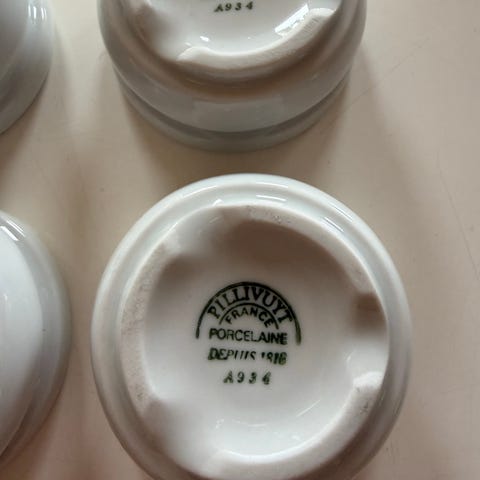 A934
PILLIVUYT
FRANCE
PORCELAINE
DEPUIS 1818
A934